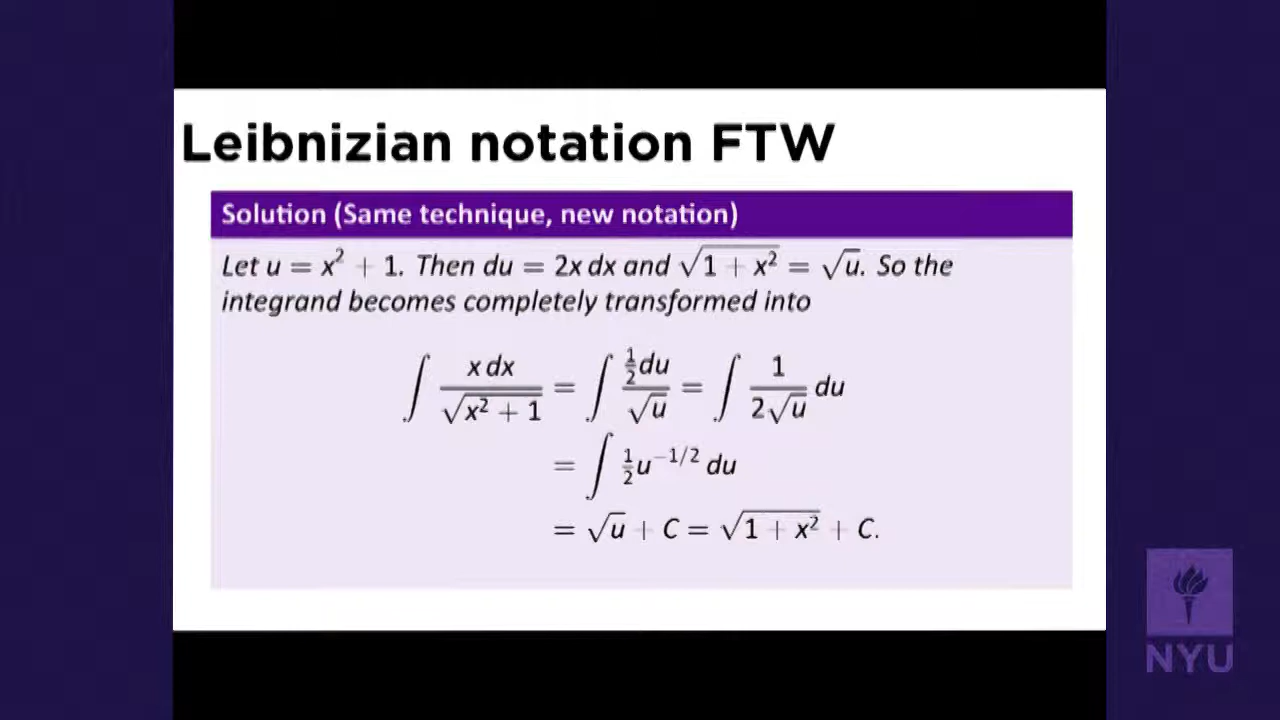 Leibnizian notation FTW
Solution (Same technique, new notation)
Let u = x² + 1. Then du = 2x dx and √(1 + x²) = √u. So the
integrand becomes completely transformed into
∫ x dx / √(x² + 1) = ∫ ½du / √u = ∫ 1 / (2√u) du
= ∫ ½u^(−1/2) du
= √u + C = √(1 + x²) + C.
NYU